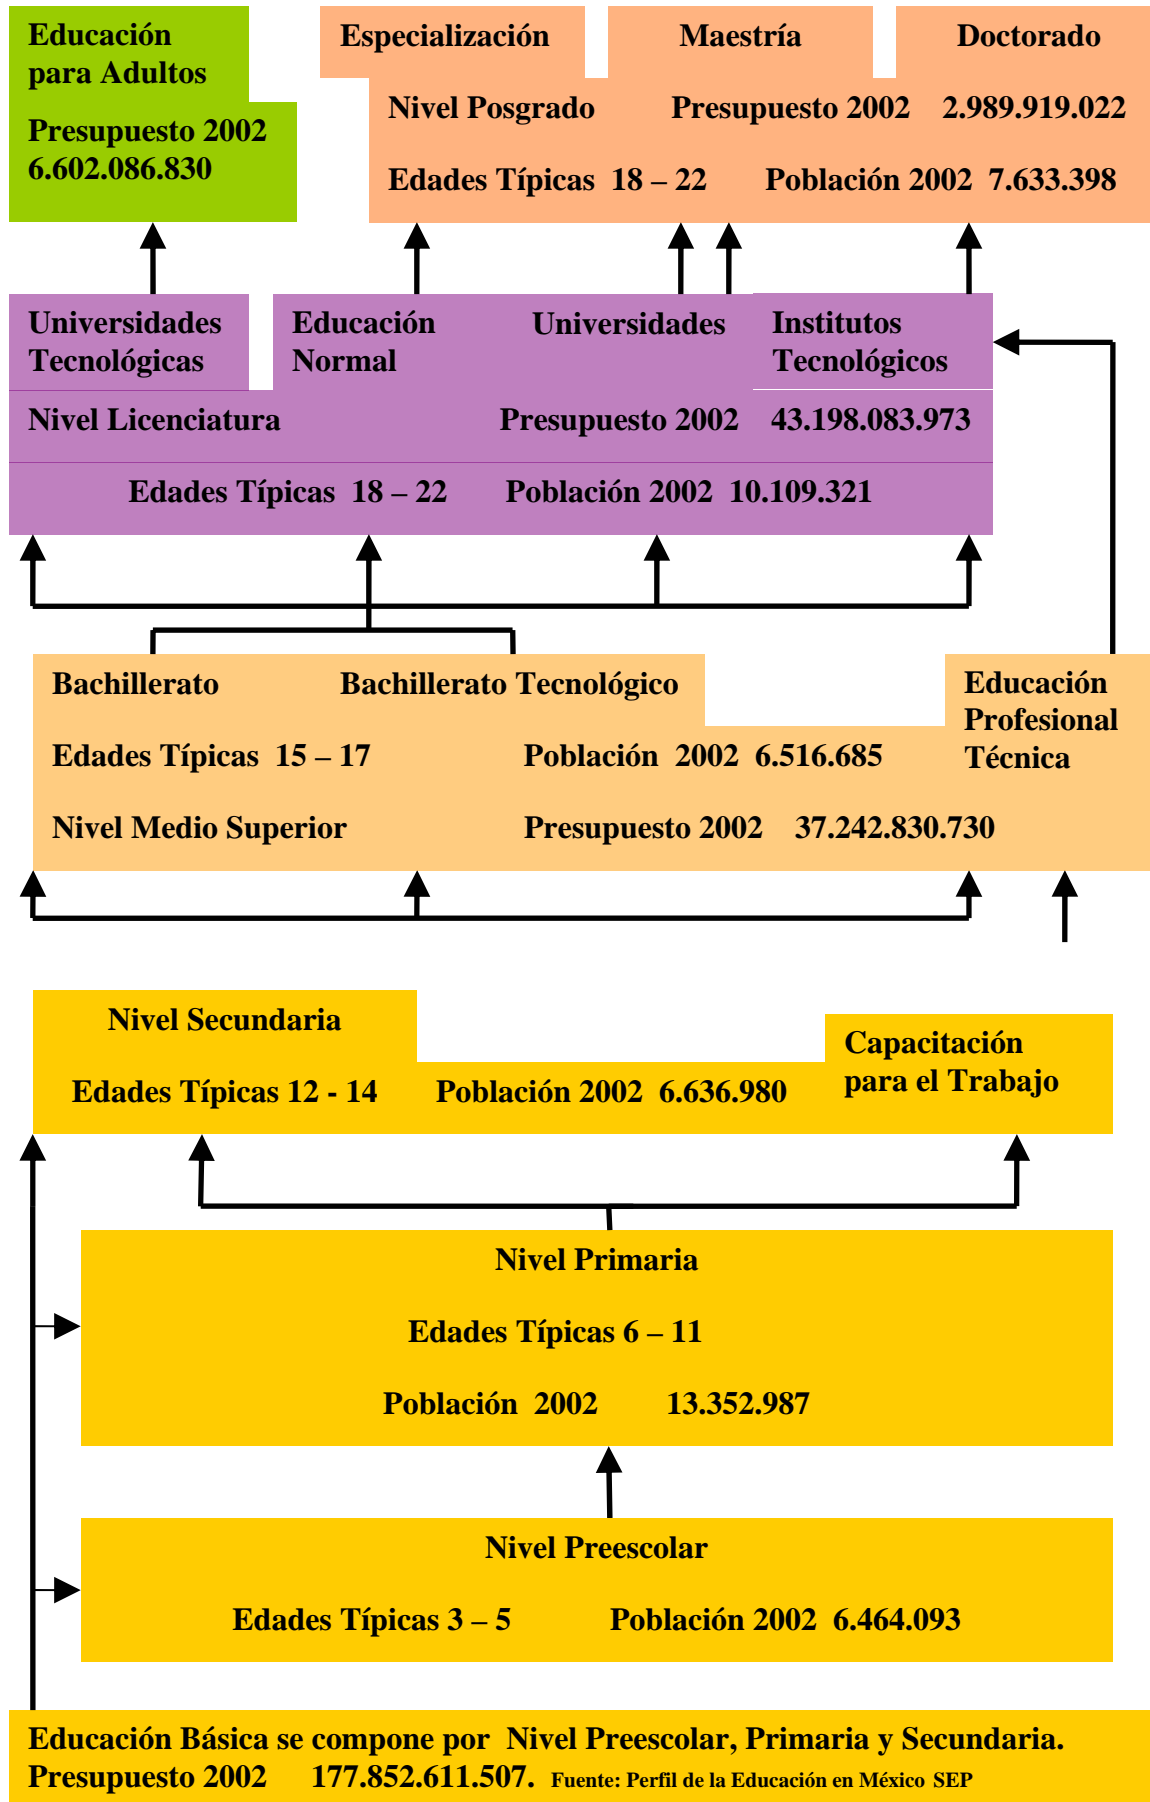 Educación
para Adultos
Presupuesto 2002
6.602.086.830
Especialización Maestría Doctorado
Nivel Posgrado Presupuesto 2002 2.989.919.022
Edades Típicas 18 – 22 Población 2002 7.633.398
Universidades
Tecnológicas
Educación
Normal
Universidades
Institutos
Tecnológicos
Nivel Licenciatura Presupuesto 2002 43.198.083.973
Edades Típicas 18 – 22 Población 2002 10.109.321
Bachillerato Bachillerato Tecnológico
Educación
Profesional
Técnica
Edades Típicas 15 – 17 Población 2002 6.516.685
Nivel Medio Superior Presupuesto 2002 37.242.830.730
Nivel Secundaria
Capacitación
para el Trabajo
Edades Típicas 12 - 14 Población 2002 6.636.980
Nivel Primaria
Edades Típicas 6 – 11
Población 2002 13.352.987
Nivel Preescolar
Edades Típicas 3 – 5 Población 2002 6.464.093
Educación Básica se compone por Nivel Preescolar, Primaria y Secundaria.
Presupuesto 2002 177.852.611.507. Fuente: Perfil de la Educación en México SEP